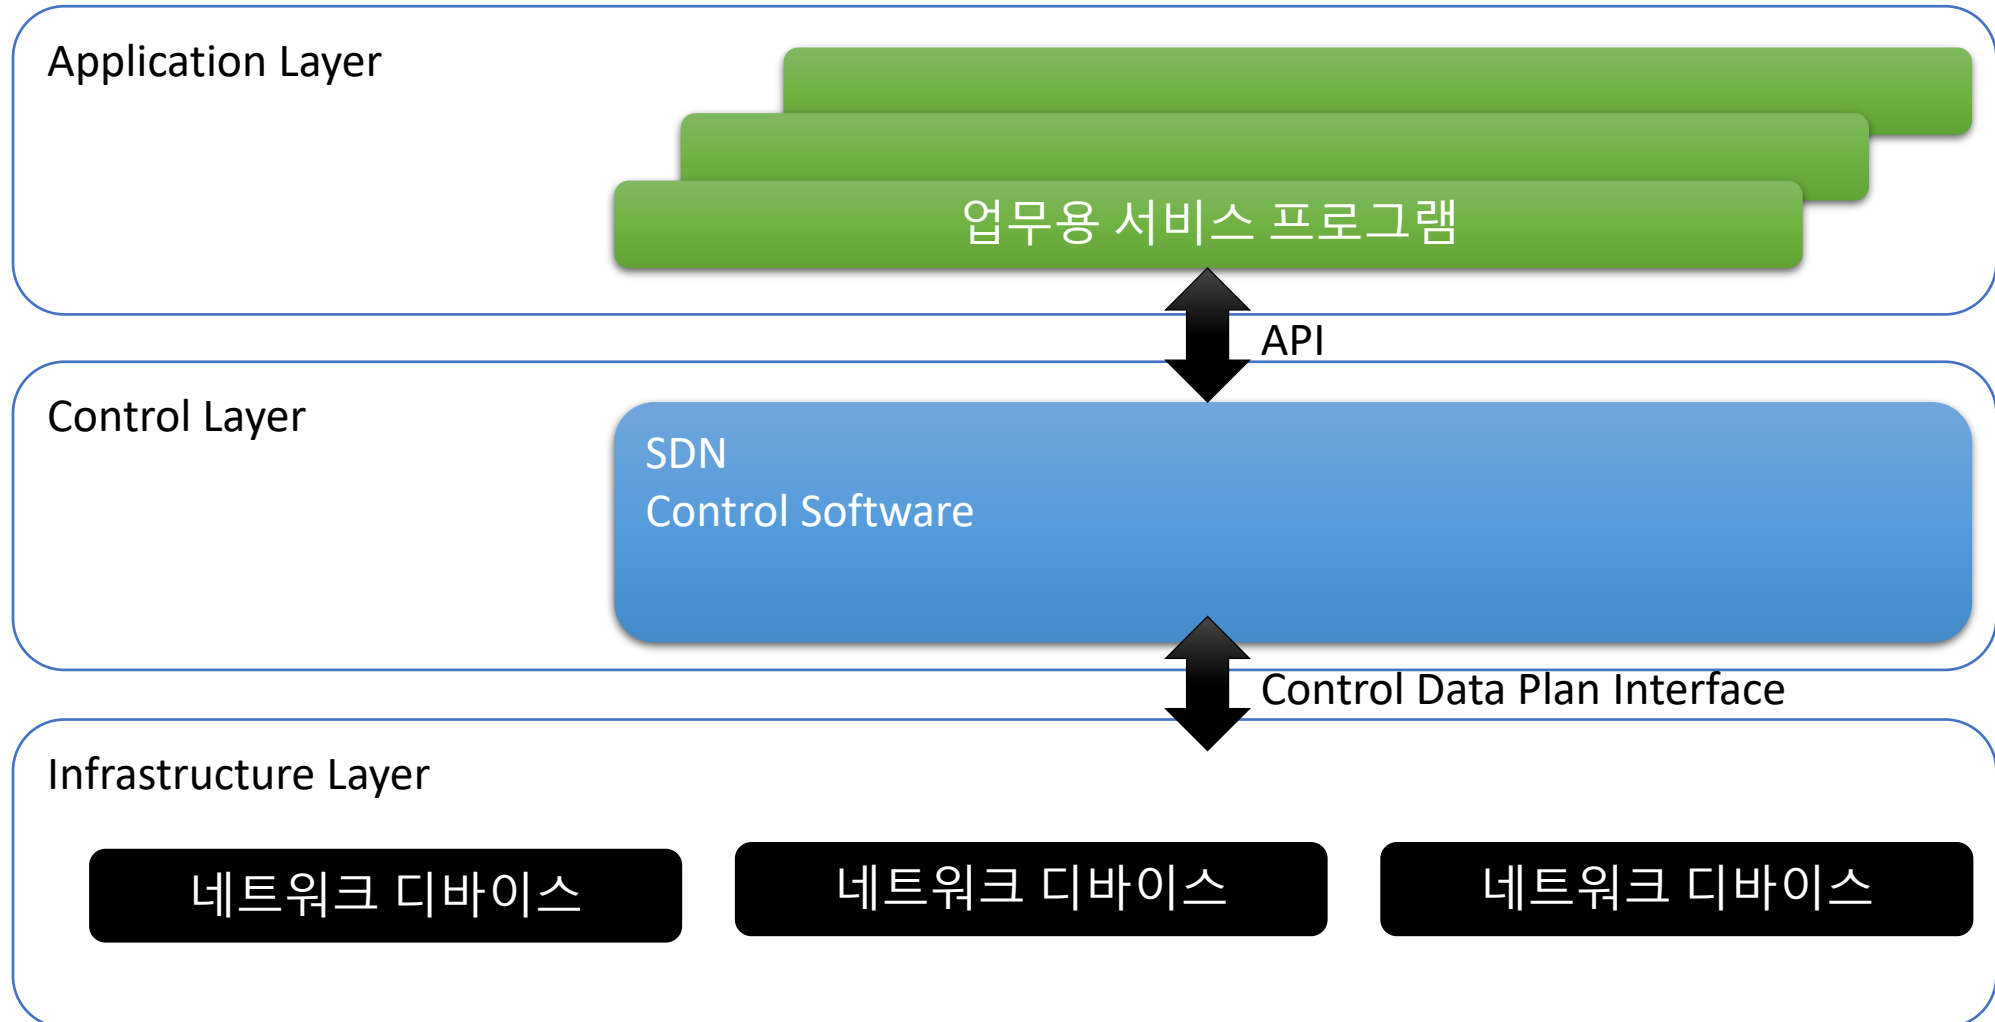 Application Layer
업무용 서비스 프로그램
API
Control Layer
SDN
Control Software
Control Data Plan Interface
Infrastructure Layer
네트워크 디바이스
네트워크 디바이스
네트워크 디바이스